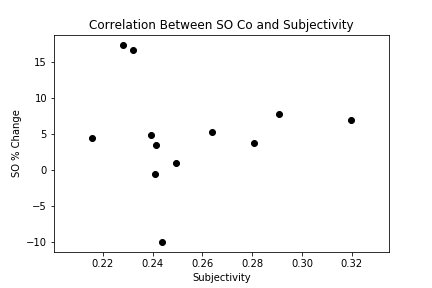 Correlation Between SO Co and Subjectivity
SO % Change
15
10
5
0
−5
−10
0.22 0.24 0.26 0.28 0.30 0.32
Subjectivity